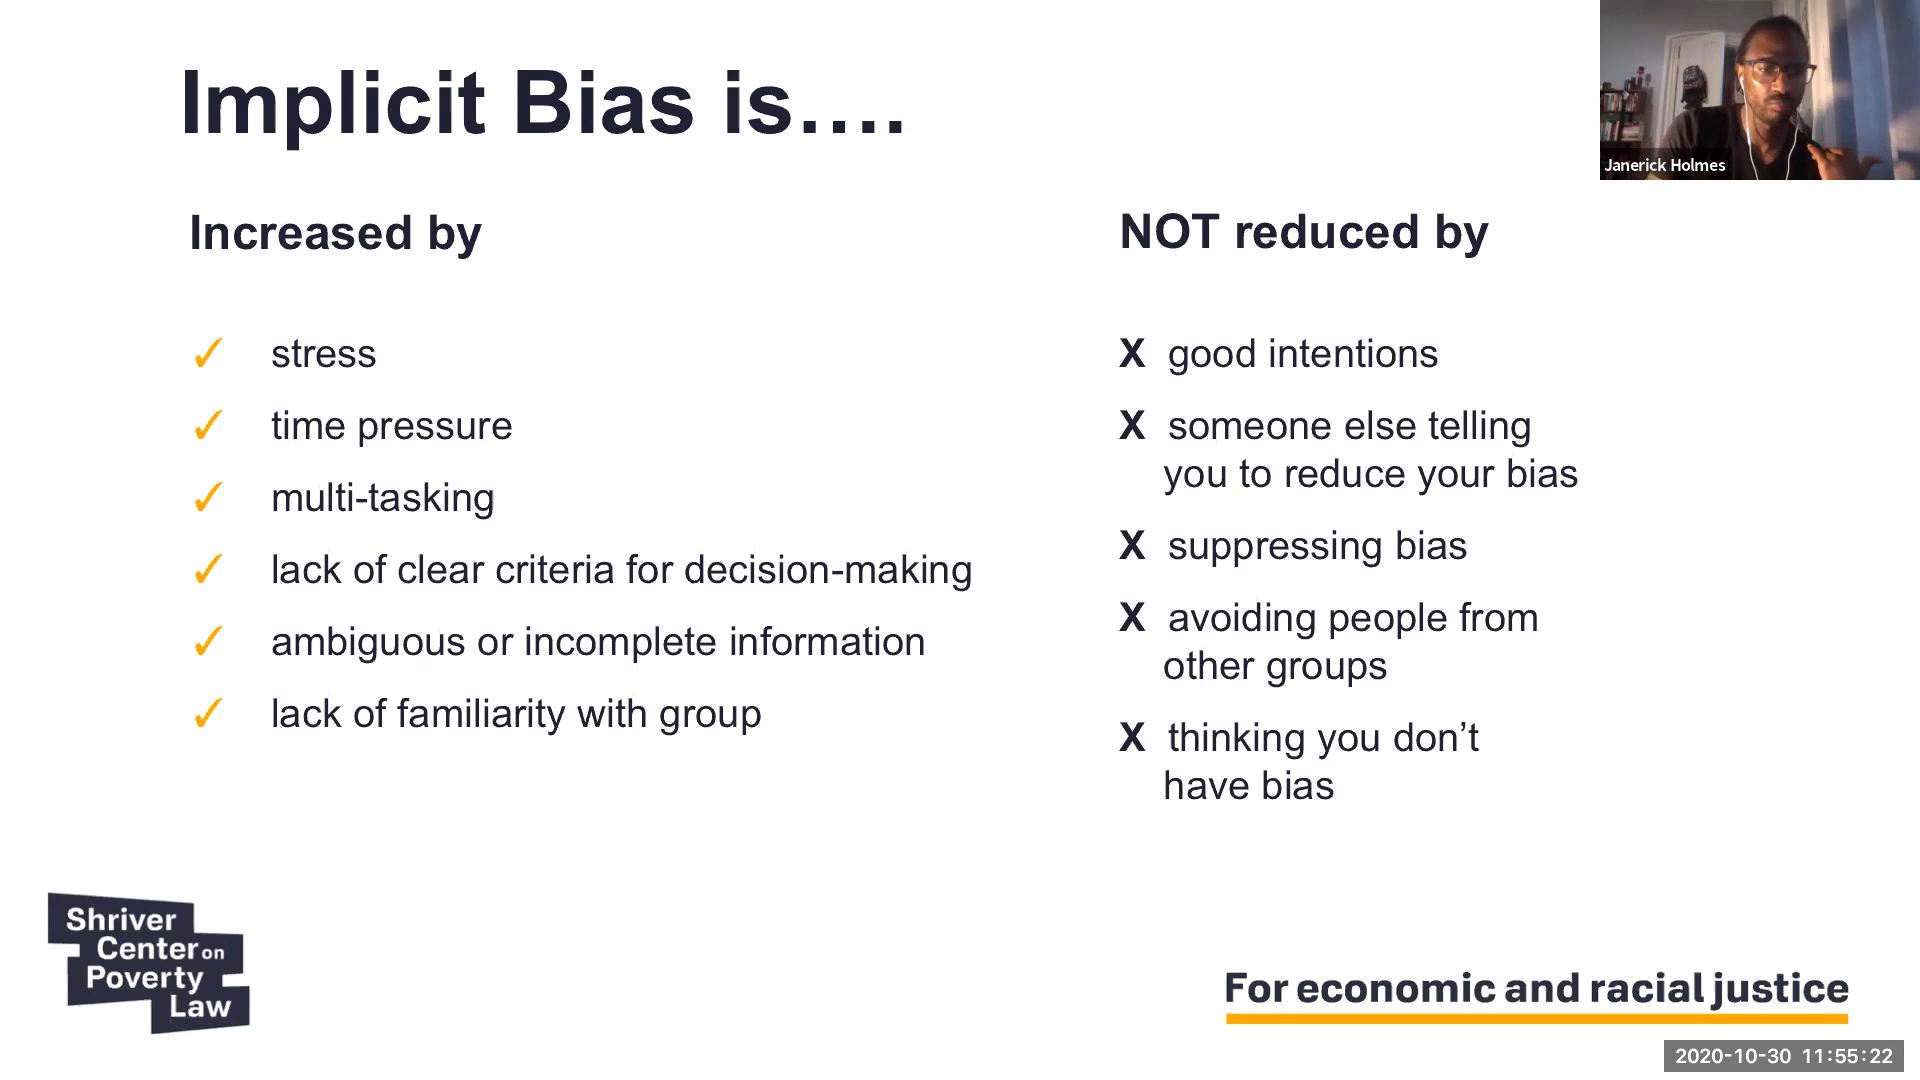 Implicit Bias is….
Janerick Holmes
Increased by
✓ stress
✓ time pressure
✓ multi-tasking
✓ lack of clear criteria for decision-making
✓ ambiguous or incomplete information
✓ lack of familiarity with group
NOT reduced by
X good intentions
X someone else telling
you to reduce your bias
X suppressing bias
X avoiding people from
other groups
X thinking you don’t
have bias
Shriver
Center on
Poverty
Law
For economic and racial justice
2020-10-30 11:55:22